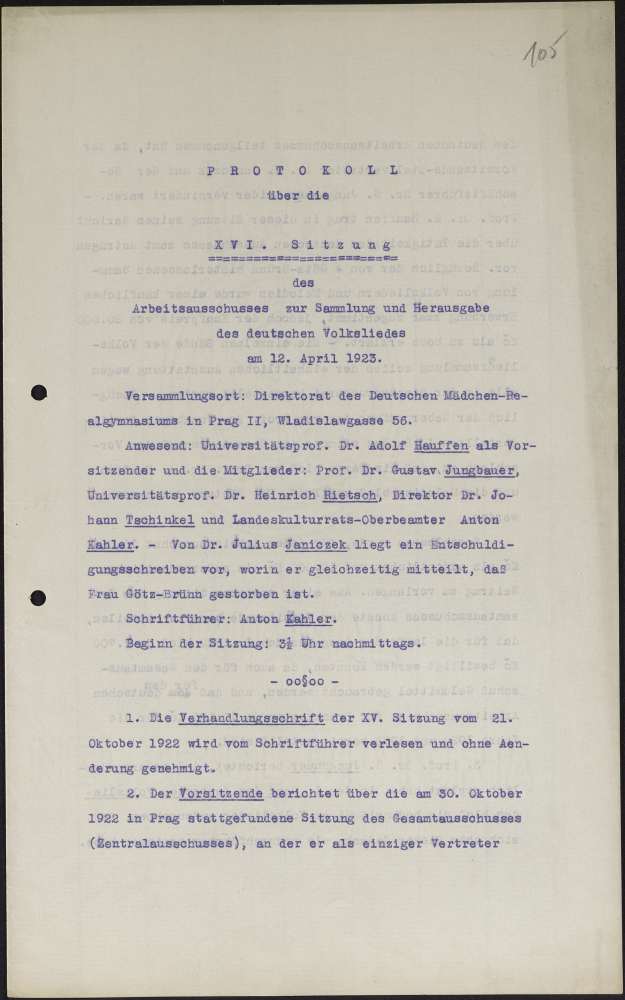 105
P R O T O K O L L
über die
X V I .  S i t z u n g
=========================
des
Arbeitsausschusses zur Sammlung und Herausgabe
des deutschen Volksliedes
am 12. April 1923.
Versammlungsort: Direktorat des Deutschen Mädchen-Re-
algymnasiums in Prag II, Wladislawgasse 56.
Anwesend: Universitätsprof. Dr. Adolf Hauffen als Vor-
sitzender und die Mitglieder: Prof. Dr. Gustav Jungbauer,
Universitätsprof. Dr. Heinrich Rietsch, Direktor Dr. Jo-
hann Tschinkel und Landeskulturrats-Oberbeamter Anton
Kahler. - Von Dr. Julius Janiczek liegt ein Entschuldi-
gungsschreiben vor, worin er gleichzeitig mitteilt, daß
Frau Götz-Brünn gestorben ist.
Schriftführer: Anton Kahler.
Beginn der Sitzung: 3½ Uhr nachmittags.
- oo§oo -
1. Die Verhandlungsschrift der XV. Sitzung vom 21.
Oktober 1922 wird vom Schriftführer verlesen und ohne Aen-
derung genehmigt.
2. Der Vorsitzende berichtet über die am 30. Oktober
1922 in Prag stattgefundene Sitzung des Gesamtausschusses
(Zentralausschusses), an der er als einziger Vertreter